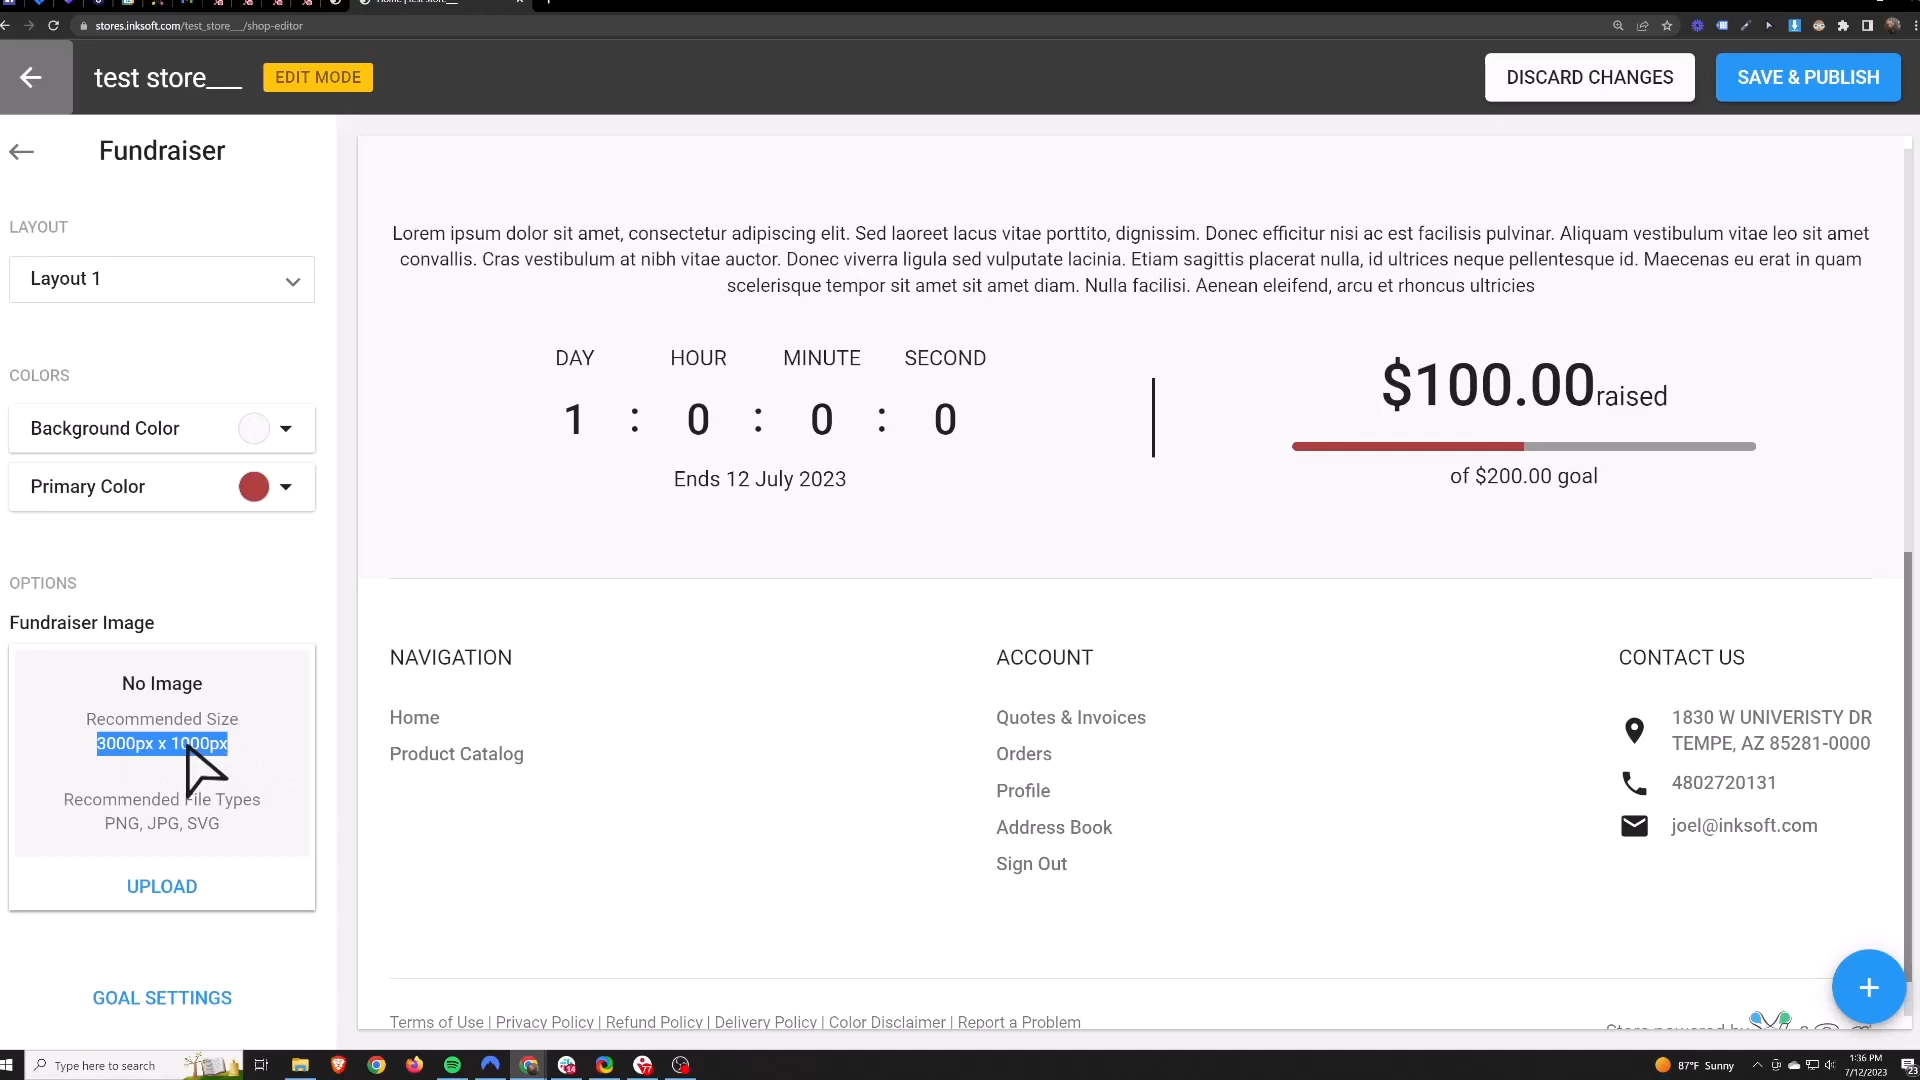 stores.inksoft.com/test_store___/shop-editor
test store___
EDIT MODE
DISCARD CHANGES
SAVE & PUBLISH
Fundraiser
LAYOUT
Layout 1
COLORS
Background Color
Primary Color
OPTIONS
Fundraiser Image
No Image
Recommended Size
3000px x 1000px
Recommended File Types
PNG, JPG, SVG
UPLOAD
GOAL SETTINGS
Lorem ipsum dolor sit amet, consectetur adipiscing elit. Sed laoreet lacus vitae porttito, dignissim. Donec efficitur nisi ac est facilisis pulvinar. Aliquam vestibulum vitae leo sit amet
convallis. Cras vestibulum at nibh vitae auctor. Donec viverra ligula sed vulputate lacinia. Etiam sagittis placerat nulla, id ultrices neque pellentesque id. Maecenas eu erat in quam
scelerisque tempor sit amet sit amet diam. Nulla facilisi. Aenean eleifend, arcu et rhoncus ultricies
DAY HOUR MINUTE SECOND
1 : 0 : 0 : 0
Ends 12 July 2023
$100.00 raised
of $200.00 goal
NAVIGATION
Home
Product Catalog
ACCOUNT
Quotes & Invoices
Orders
Profile
Address Book
Sign Out
CONTACT US
1830 W UNIVERISTY DR
TEMPE, AZ 85281-0000
4802720131
joel@inksoft.com
Terms of Use | Privacy Policy | Refund Policy | Delivery Policy | Color Disclaimer | Report a Problem
Store powered by
Type here to search
87°F Sunny
1:36 PM
7/12/2023